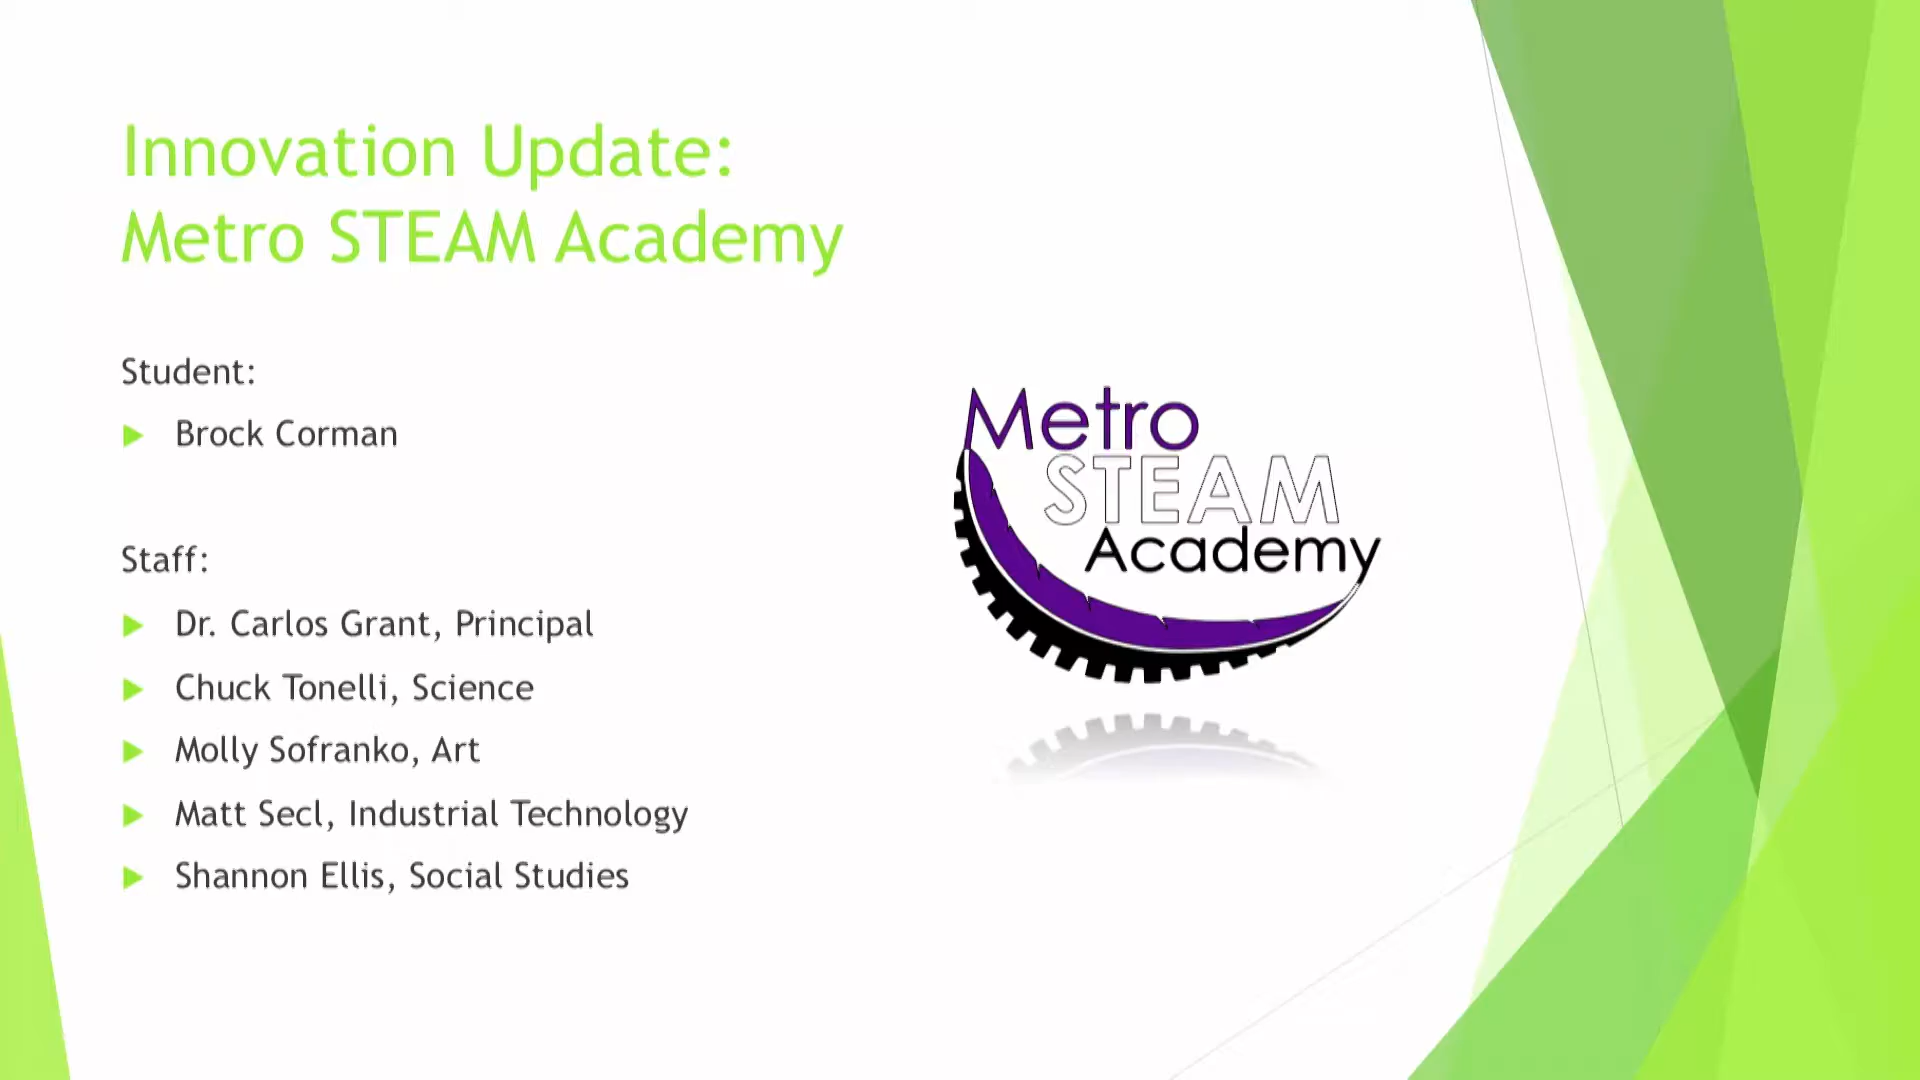 Innovation Update:
Metro STEAM Academy
Student:
Brock Corman
Staff:
Dr. Carlos Grant, Principal
Chuck Tonelli, Science
Molly Sofranko, Art
Matt Secl, Industrial Technology
Shannon Ellis, Social Studies
Metro
STEAM
Academy